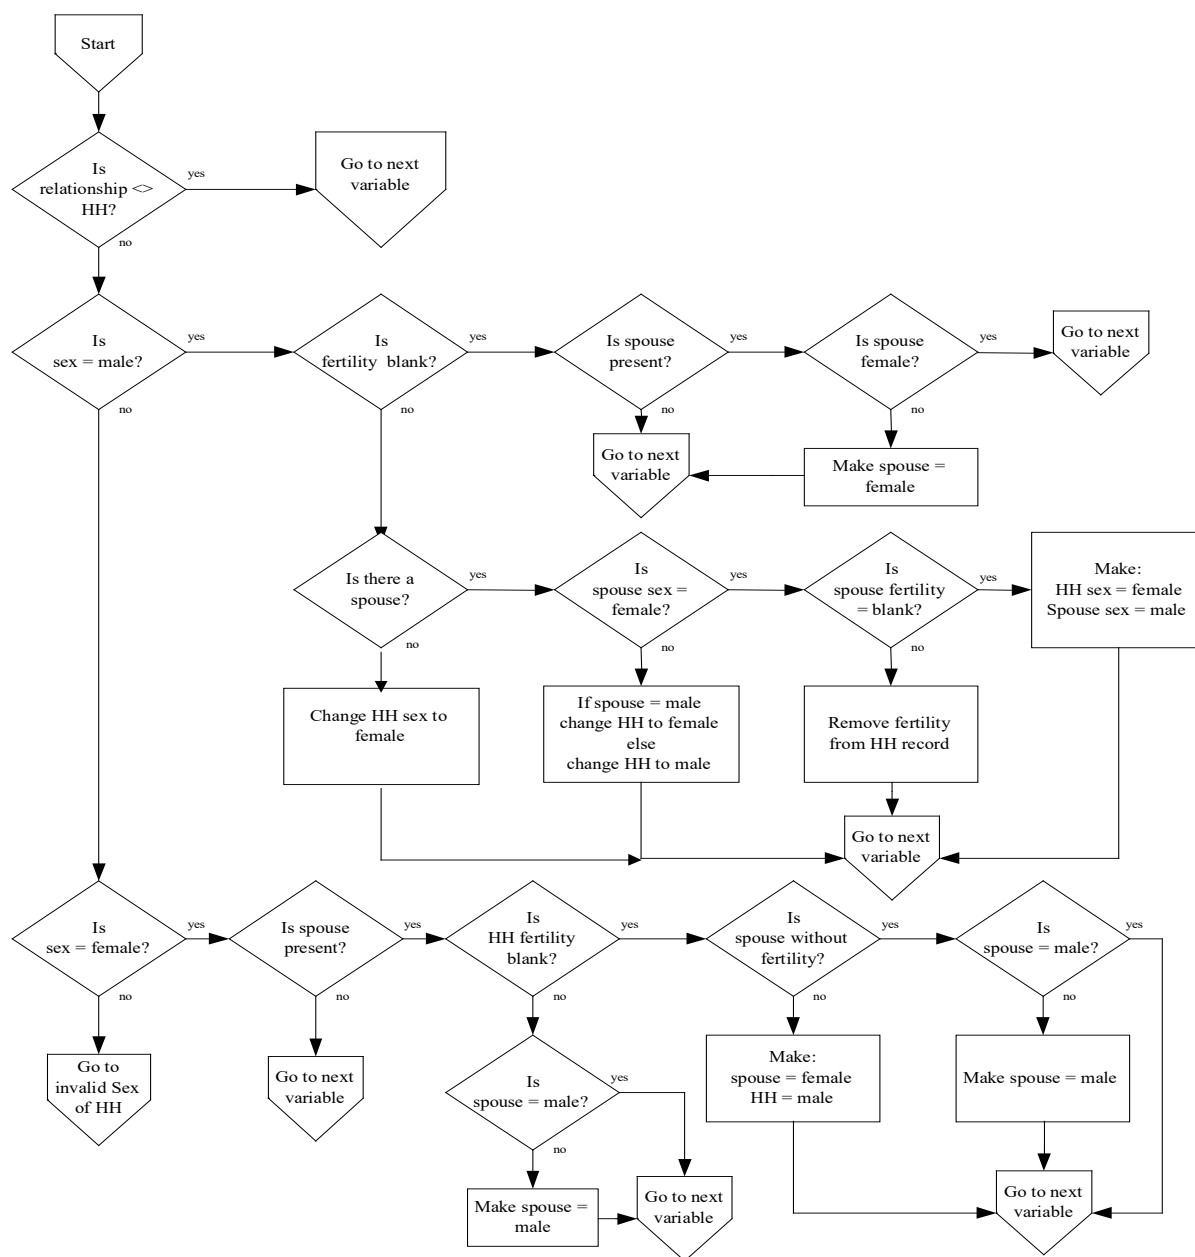 Start
Is
relationship <>
HH?
yes
Go to next
variable
no
Is
sex = male?
yes
Is
fertility blank?
yes
Is spouse
present?
yes
Is spouse
female?
yes
Go to next
variable
no
no
no
no
Go to next
variable
Make spouse =
female
Is there a
spouse?
yes
Is
spouse sex =
female?
yes
Is
spouse fertility
= blank?
yes
Make:
HH sex = female
Spouse sex = male
no
no
no
Change HH sex to
female
If spouse = male
change HH to female
else
change HH to male
Remove fertility
from HH record
Go to next
variable
Is
sex = female?
yes
Is spouse
present?
yes
Is
HH fertility
blank?
yes
Is
spouse without
fertility?
yes
Is
spouse = male?
yes
no
no
no
no
no
Go to
invalid Sex
of HH
Go to next
variable
Is
spouse = male?
yes
Make:
spouse = female
HH = male
Make spouse = male
no
Make spouse =
male
Go to next
variable
Go to next
variable